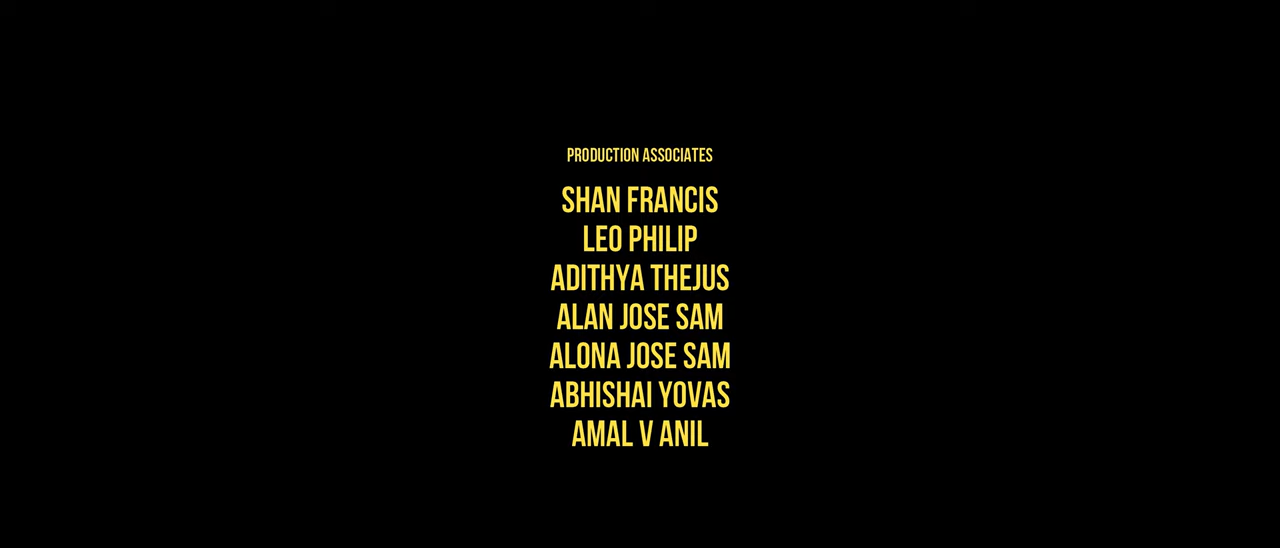 PRODUCTION ASSOCIATES
SHAN FRANCIS
LEO PHILIP
ADITHYA THEJUS
ALAN JOSE SAM
ALONA JOSE SAM
ABHISHAI YOVAS
AMAL V ANIL